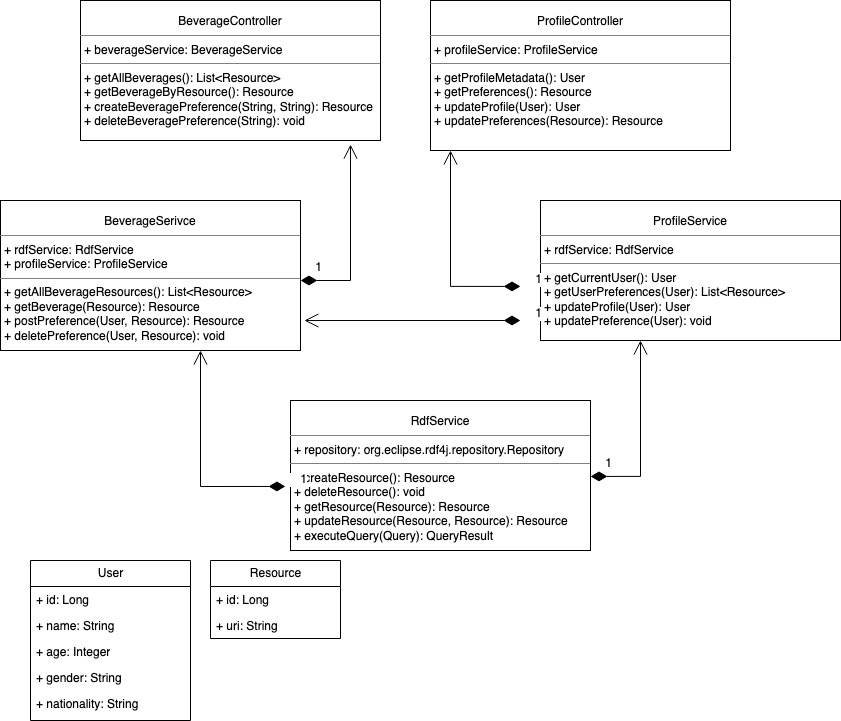 BeverageController
+ beverageService: BeverageService
+ getAllBeverages(): List<Resource>
+ getBeverageByResource(): Resource
+ createBeveragePreference(String, String): Resource
+ deleteBeveragePreference(String): void
ProfileController
+ profileService: ProfileService
+ getProfileMetadata(): User
+ getPreferences(): Resource
+ updateProfile(User): User
+ updatePreferences(Resource): Resource
BeverageSerivce
+ rdfService: RdfService
+ profileService: ProfileService
+ getAllBeverageResources(): List<Resource>
+ getBeverage(Resource): Resource
+ postPreference(User, Resource): Resource
+ deletePreference(User, Resource): void
1
ProfileService
+ rdfService: RdfService
+ getCurrentUser(): User
+ getUserPreferences(User): List<Resource>
+ updateProfile(User): User
+ updatePreference(User): void
1
1
RdfService
+ repository: org.eclipse.rdf4j.repository.Repository
createResource(): Resource
+ deleteResource(): void
+ getResource(Resource): Resource
+ updateResource(Resource, Resource): Resource
+ executeQuery(Query): QueryResult
1
1
User
+ id: Long
+ name: String
+ age: Integer
+ gender: String
+ nationality: String
Resource
+ id: Long
+ uri: String